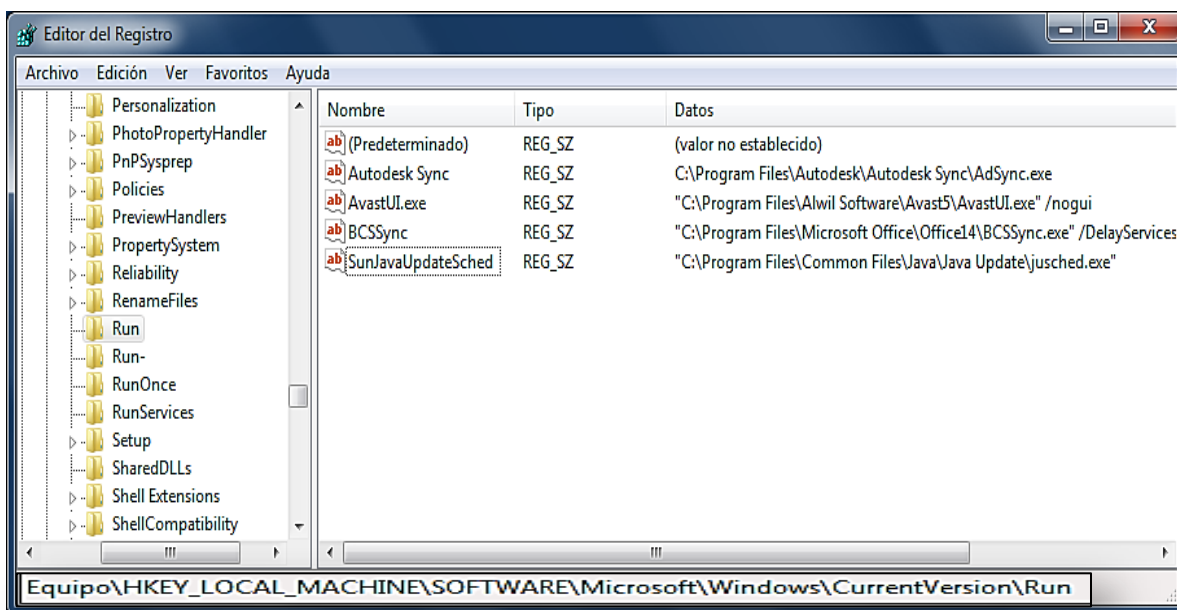 Editor del Registro
Archivo Edición Ver Favoritos Ayuda
Personalization
PhotoPropertyHandler
PnPSysprep
Policies
PreviewHandlers
PropertySystem
Reliability
RenameFiles
Run
Run-
RunOnce
RunServices
Setup
SharedDLLs
Shell Extensions
ShellCompatibility
Nombre Tipo Datos
(Predeterminado) REG_SZ (valor no establecido)
Autodesk Sync REG_SZ C:\Program Files\Autodesk\Autodesk Sync\AdSync.exe
AvastUI.exe REG_SZ "C:\Program Files\Alwil Software\Avast5\AvastUI.exe" /nogui
BCSSync REG_SZ "C:\Program Files\Microsoft Office\Office14\BCSSync.exe" /DelayServices
SunJavaUpdateSched REG_SZ "C:\Program Files\Common Files\Java\Java Update\jusched.exe"
Equipo\HKEY_LOCAL_MACHINE\SOFTWARE\Microsoft\Windows\CurrentVersion\Run